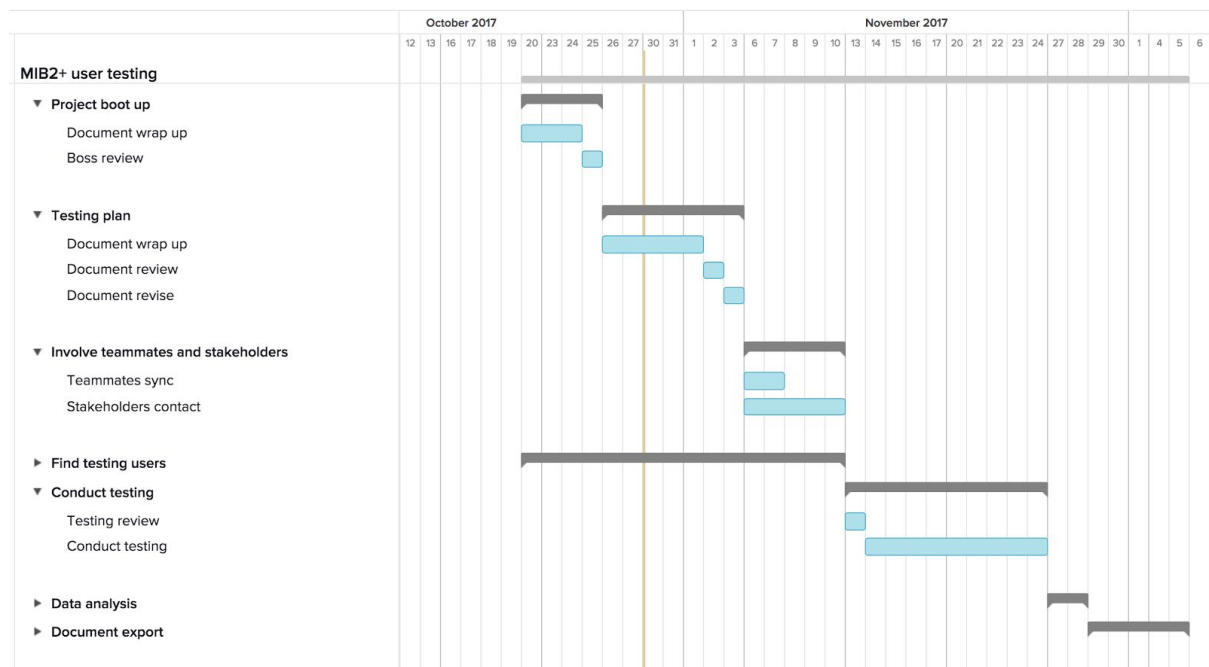 October 2017 November 2017
12 13 16 17 18 19 20 23 24 25 26 27 30 31 1 2 3 6 7 8 9 10 13 14 15 16 17 20 21 22 23 24 27 28 29 30 1 4 5 6
MIB2+ user testing
Project boot up
Document wrap up
Boss review
Testing plan
Document wrap up
Document review
Document revise
Involve teammates and stakeholders
Teammates sync
Stakeholders contact
Find testing users
Conduct testing
Testing review
Conduct testing
Data analysis
Document export